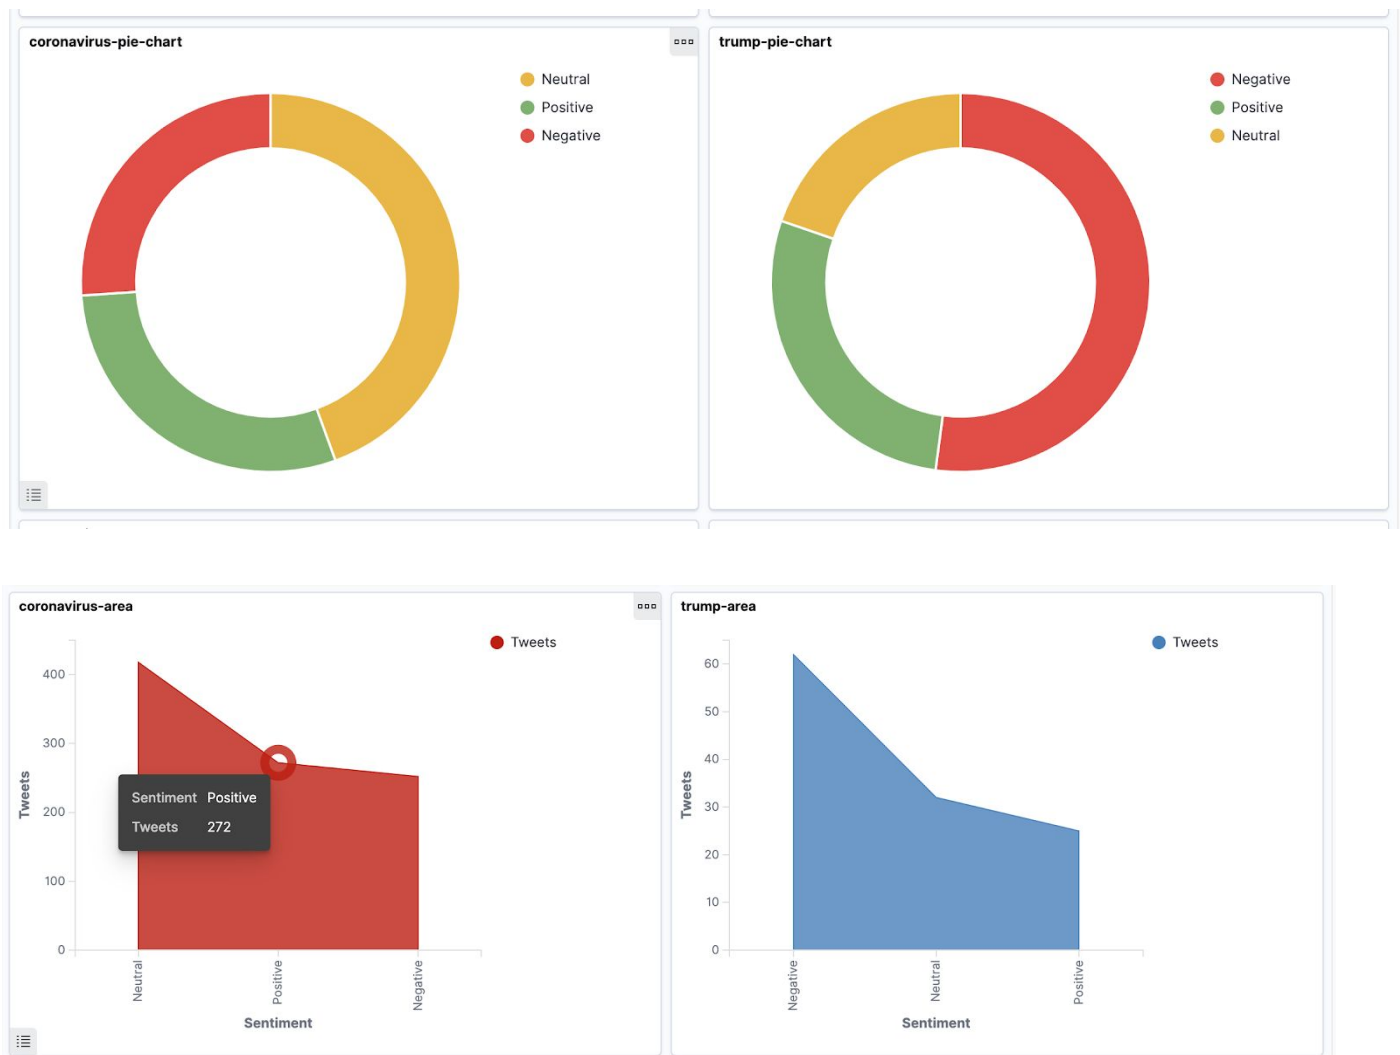 coronavirus-pie-chart
Neutral
Positive
Negative
trump-pie-chart
Negative
Positive
Neutral
coronavirus-area
Tweets
400
300
200
100
0
Tweets
Sentiment Positive
Tweets 272
Neutral
Positive
Negative
Sentiment
trump-area
Tweets
60
50
40
30
20
10
0
Tweets
Negative
Neutral
Positive
Sentiment